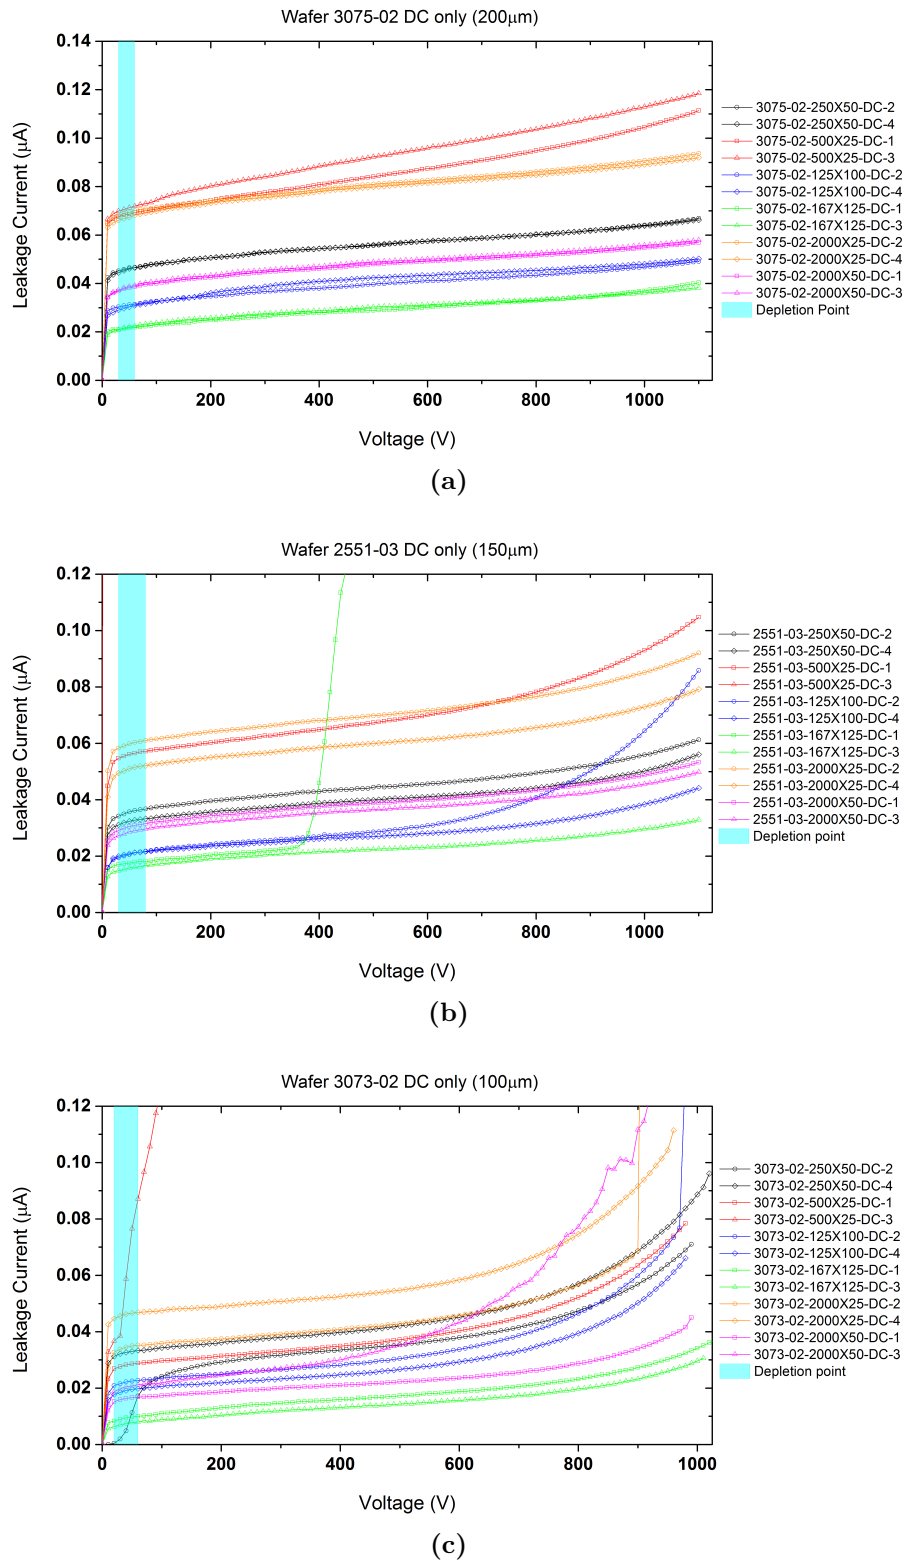 Wafer 3075-02 DC only (200μm)
0.14
0.12
0.10
0.08
0.06
0.04
0.02
0.00
Leakage Current (μA)
0
200
400
600
800
1000
Voltage (V)
3075-02-250X50-DC-2
3075-02-250X50-DC-4
3075-02-500X25-DC-1
3075-02-500X25-DC-3
3075-02-125X100-DC-2
3075-02-125X100-DC-4
3075-02-167X125-DC-1
3075-02-167X125-DC-3
3075-02-2000X25-DC-2
3075-02-2000X25-DC-4
3075-02-2000X50-DC-1
3075-02-2000X50-DC-3
Depletion Point
(a)
Wafer 2551-03 DC only (150μm)
0.12
0.10
0.08
0.06
0.04
0.02
0.00
Leakage Current (μA)
0
200
400
600
800
1000
Voltage (V)
2551-03-250X50-DC-2
2551-03-250X50-DC-4
2551-03-500X25-DC-1
2551-03-500X25-DC-3
2551-03-125X100-DC-2
2551-03-125X100-DC-4
2551-03-167X125-DC-1
2551-03-167X125-DC-3
2551-03-2000X25-DC-2
2551-03-2000X25-DC-4
2551-03-2000X50-DC-1
2551-03-2000X50-DC-3
Depletion point
(b)
Wafer 3073-02 DC only (100μm)
0.12
0.10
0.08
0.06
0.04
0.02
0.00
Leakage Current (μA)
0
200
400
600
800
1000
Voltage (V)
3073-02-250X50-DC-2
3073-02-250X50-DC-4
3073-02-500X25-DC-1
3073-02-500X25-DC-3
3073-02-125X100-DC-2
3073-02-125X100-DC-4
3073-02-167X125-DC-1
3073-02-167X125-DC-3
3073-02-2000X25-DC-2
3073-02-2000X25-DC-4
3073-02-2000X50-DC-1
3073-02-2000X50-DC-3
Depletion point
(c)